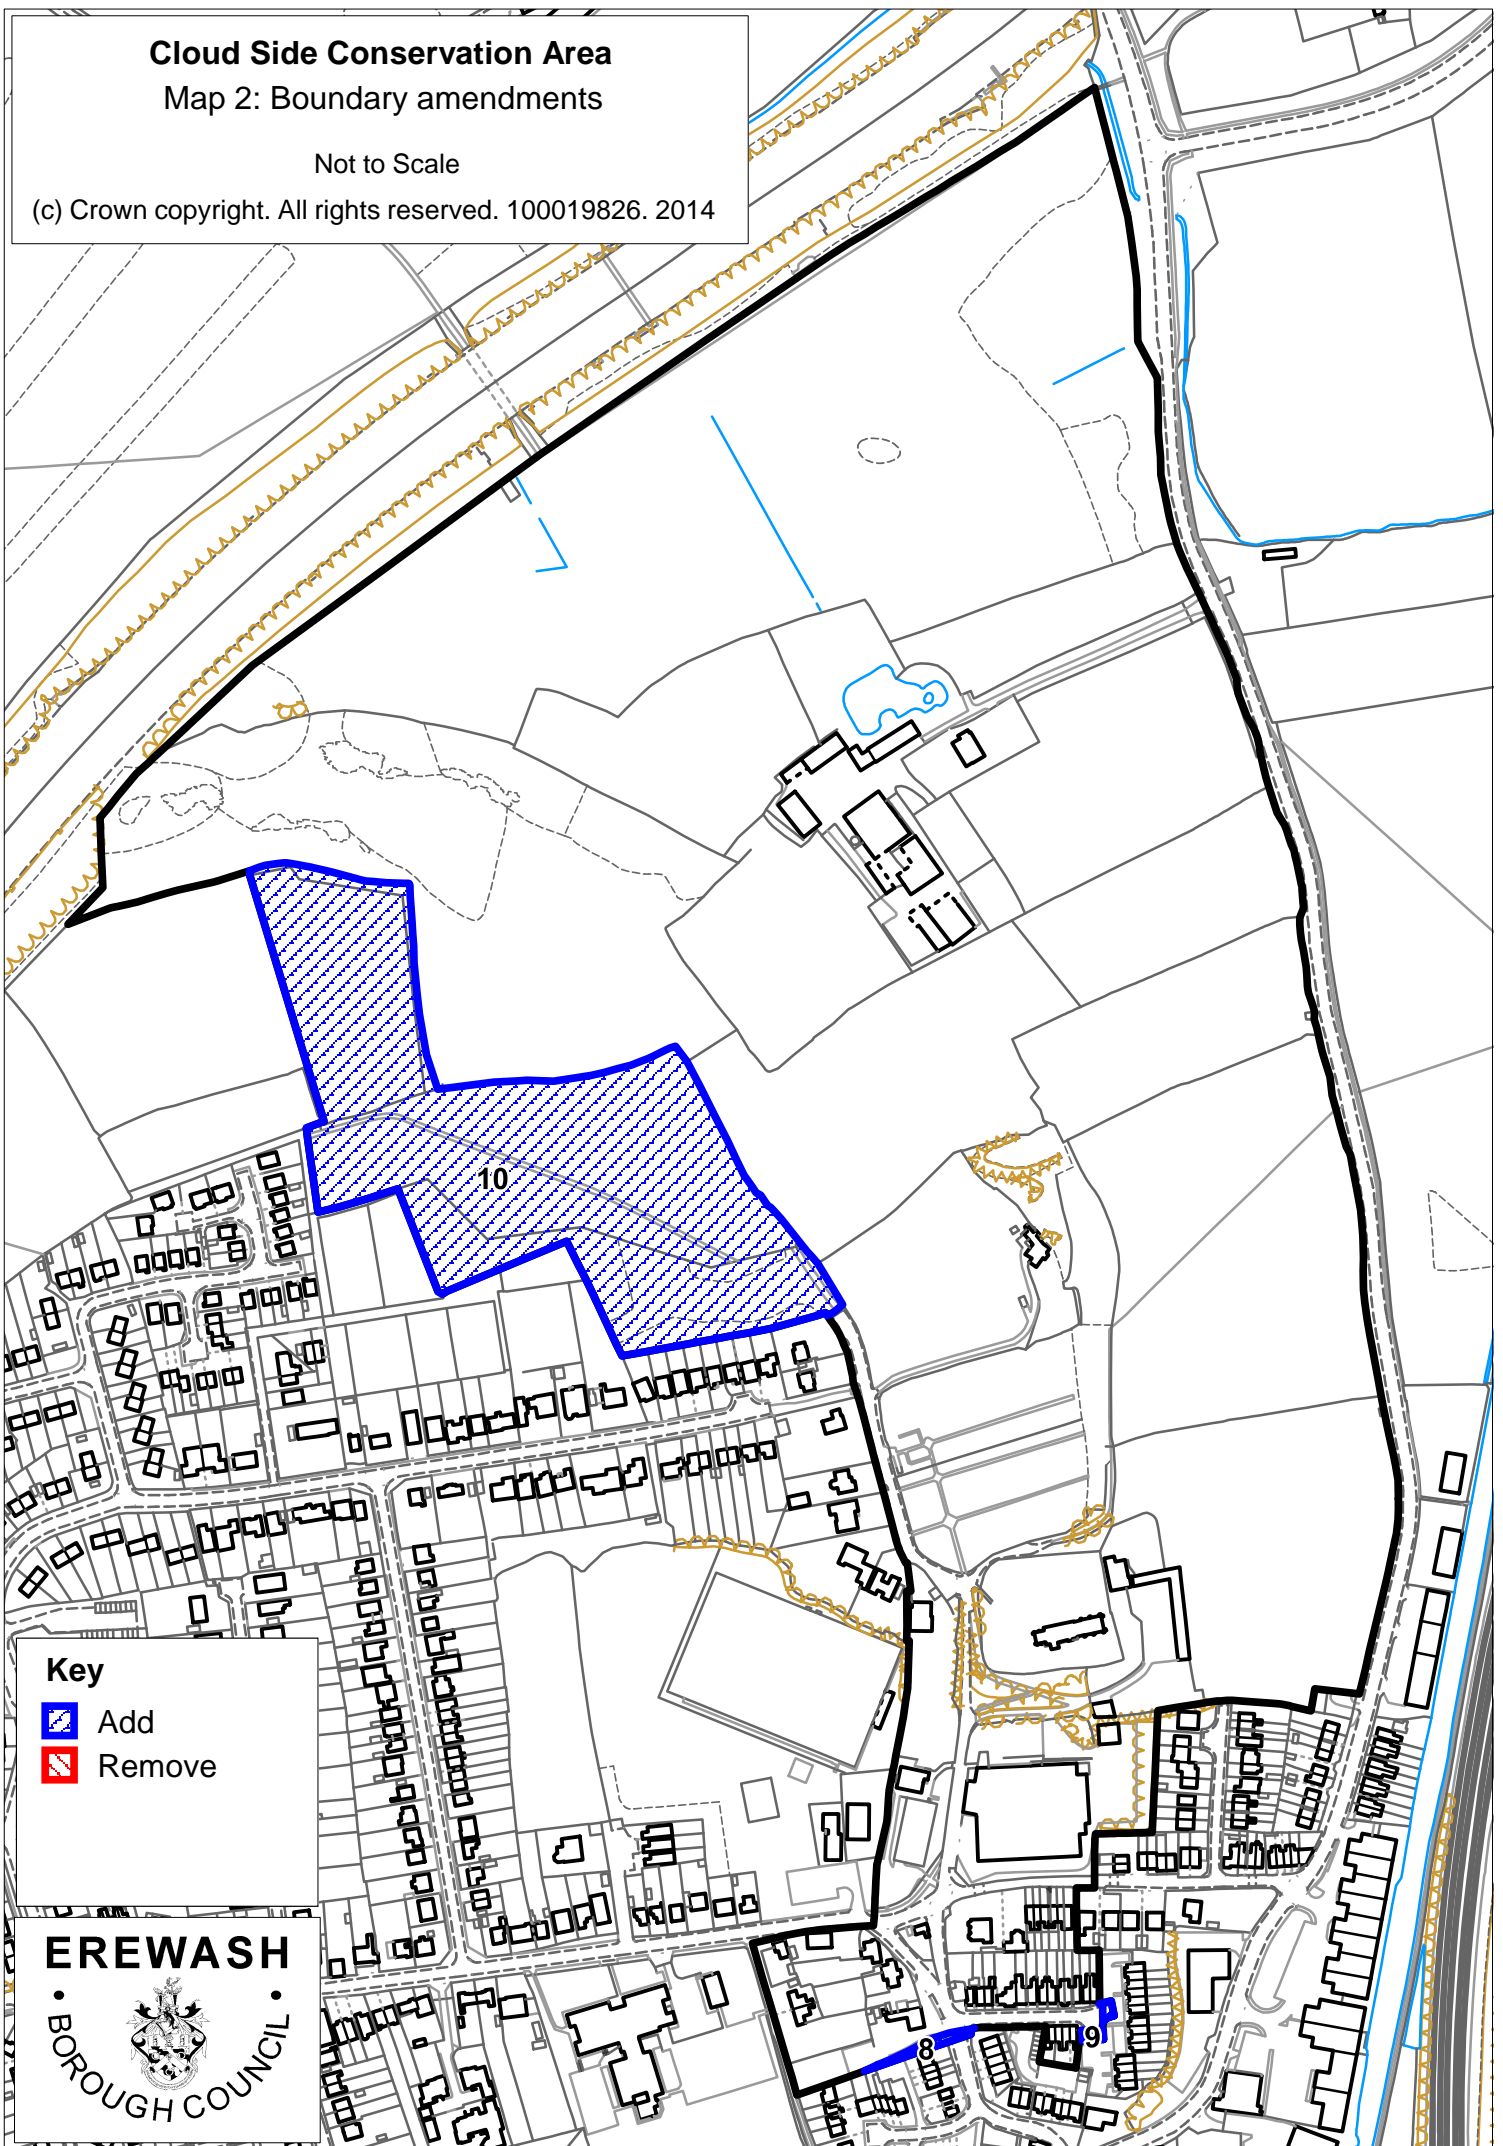 Cloud Side Conservation Area
Map 2: Boundary amendments
Not to Scale
(c) Crown copyright. All rights reserved. 100019826. 2014
10
Key
Add
Remove
8
9
EREWASH
• BOROUGH COUNCIL •